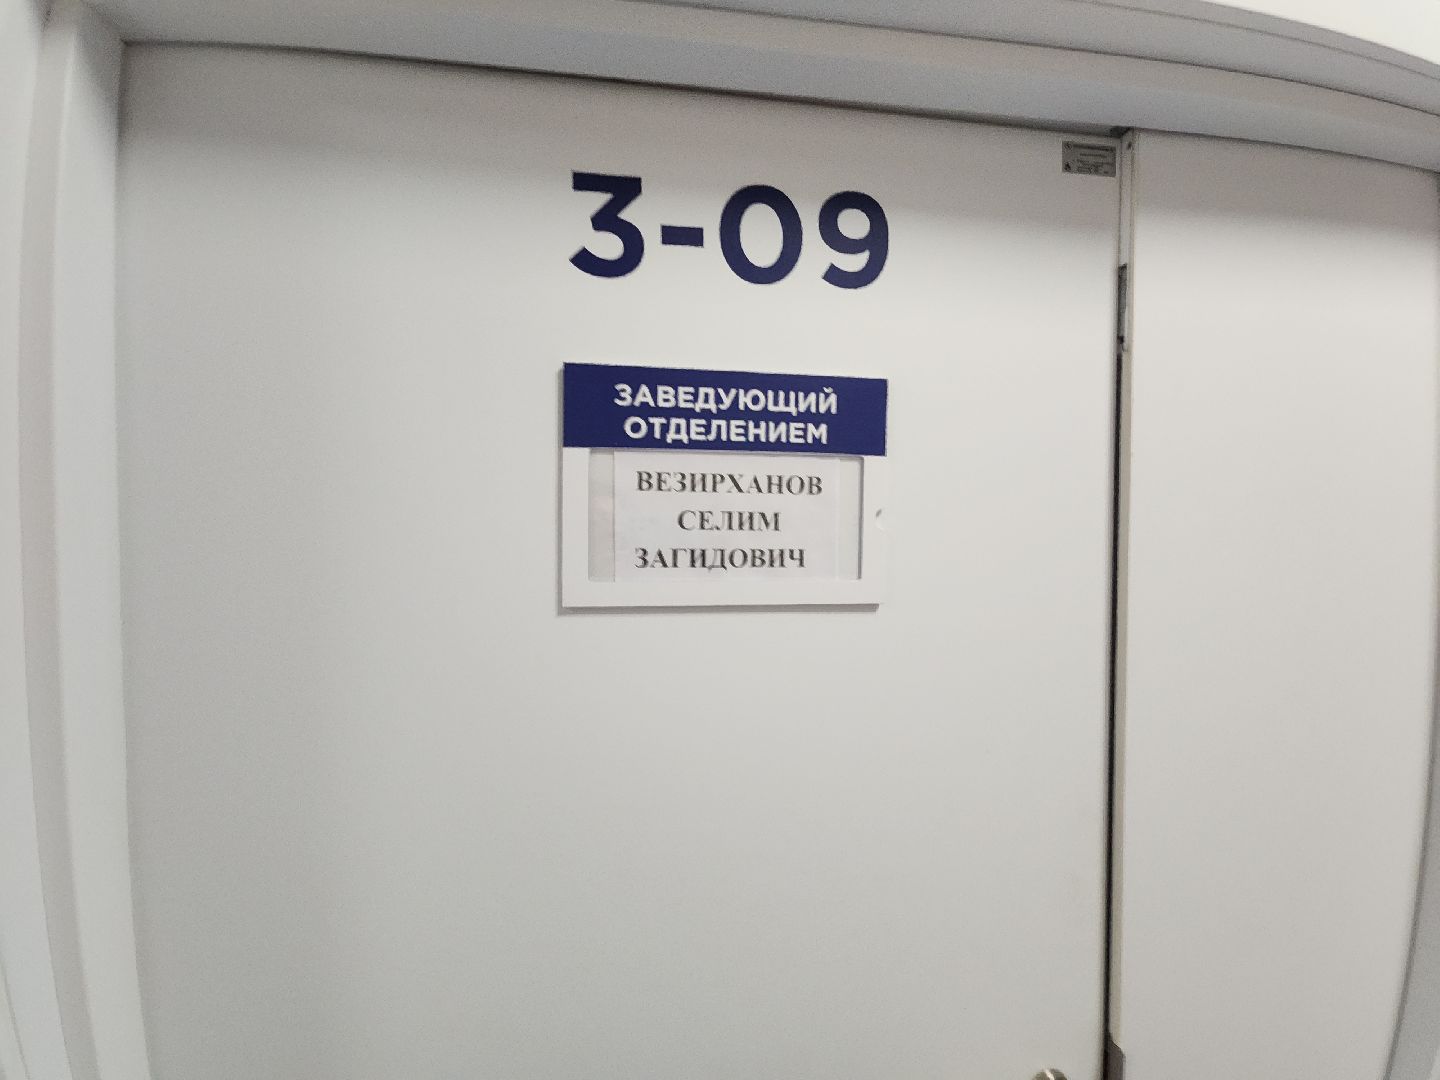 3-09
ЗАВЕДУЮЩИЙ
ОТДЕЛЕНИЕМ
ВЕЗИРХАНОВ
СЕЛИМ
ЗАГИДОВИЧ